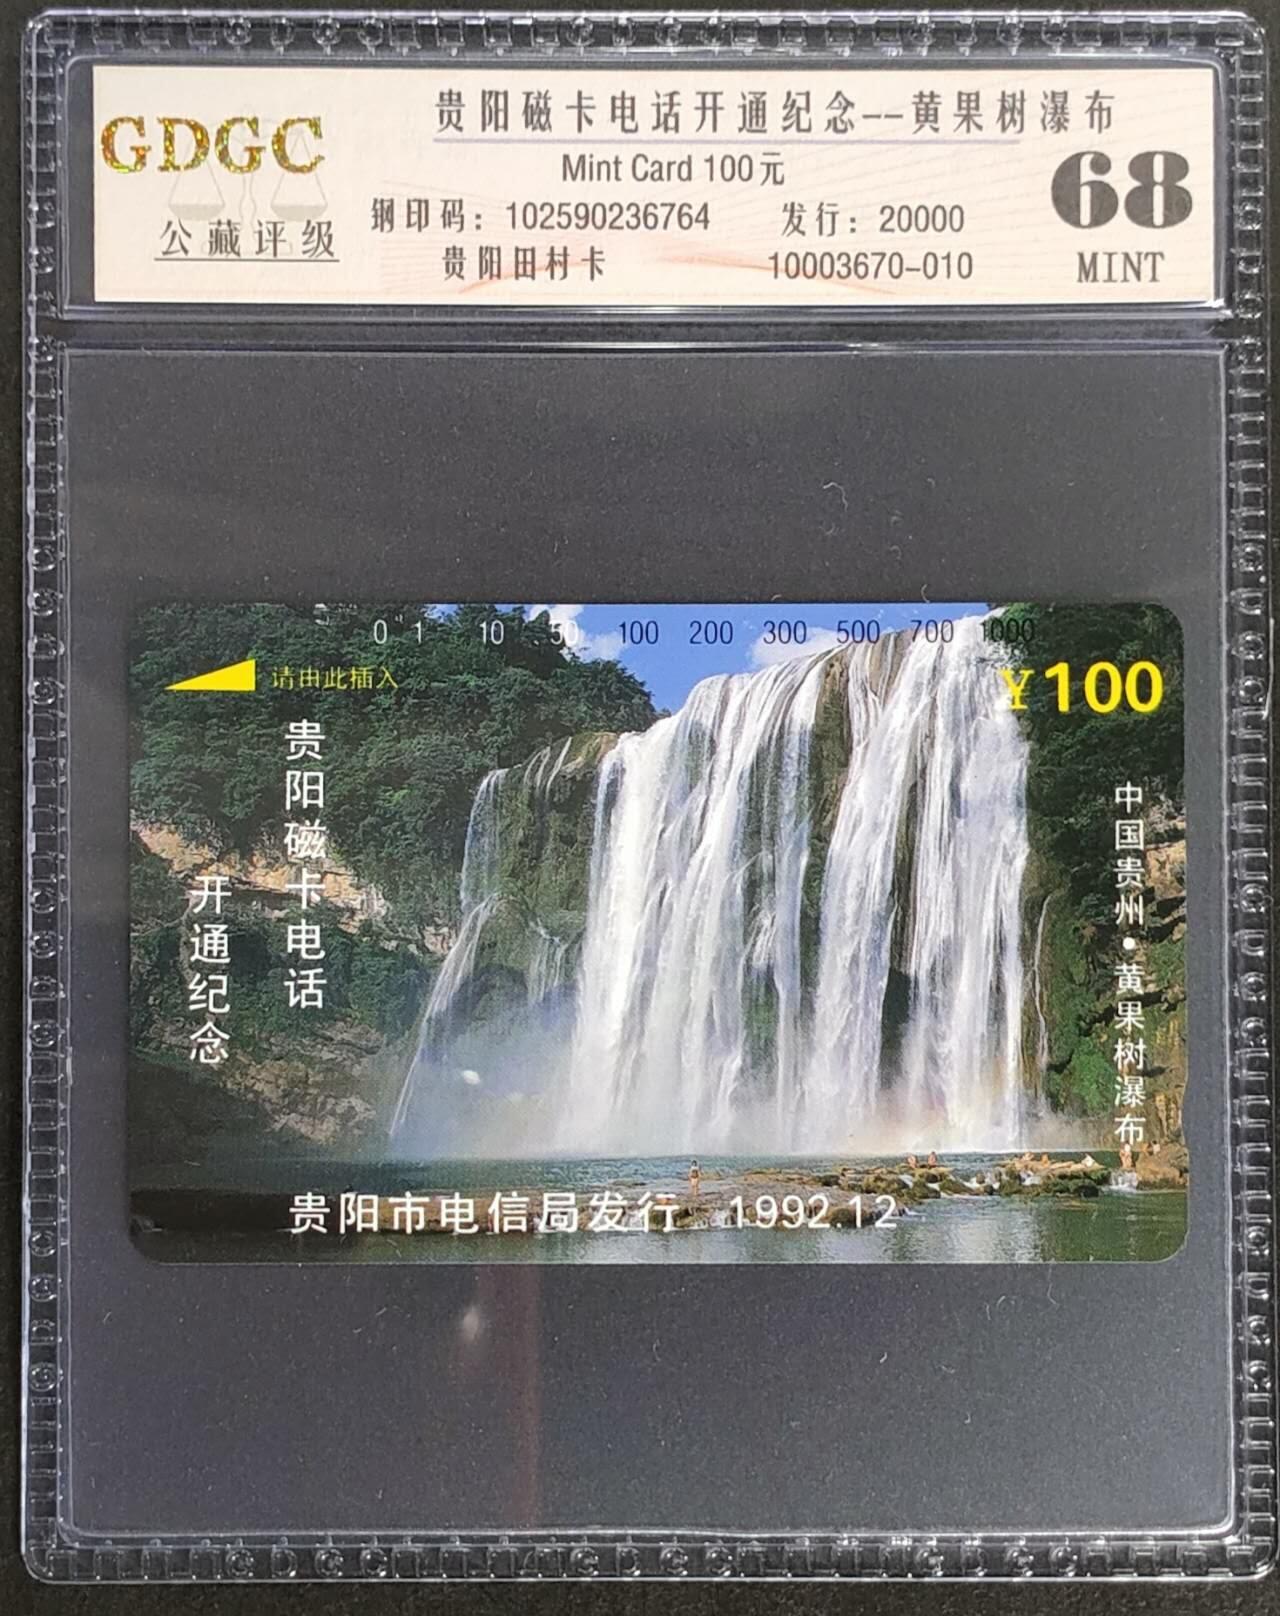 GDGC
公藏评级
贵阳磁卡电话开通纪念--黄果树瀑布
Mint Card 100元
钢印码：102590236764 发行：20000
贵阳田村卡 10003670-010
68
MINT
0 1 10 50 100 200 300 500 700 1000
请由此插入
¥100
贵阳磁卡电话
开通纪念
中国贵州•黄果树瀑布
贵阳市电信局发行 1992.12